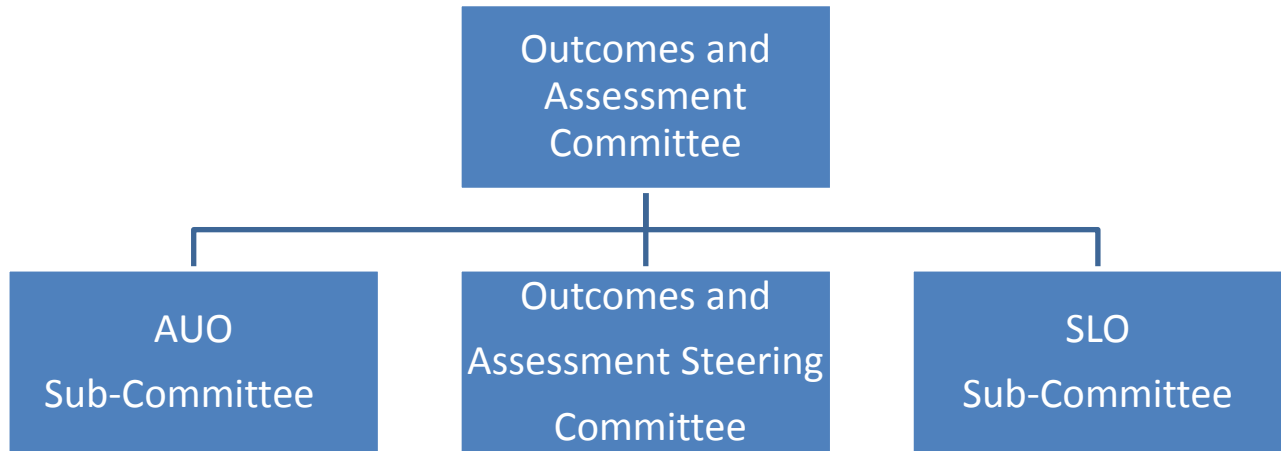 Outcomes and
Assessment
Committee
AUO
Sub-Committee
Outcomes and
Assessment Steering
Committee
SLO
Sub-Committee